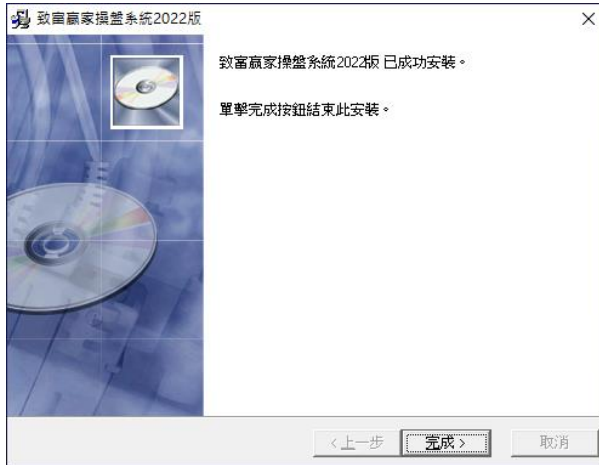 致富贏家操盤系統2022版
致富贏家操盤系統2022版 已成功安裝。
單擊完成按鈕結束此安裝。
<上一步
完成>
取消